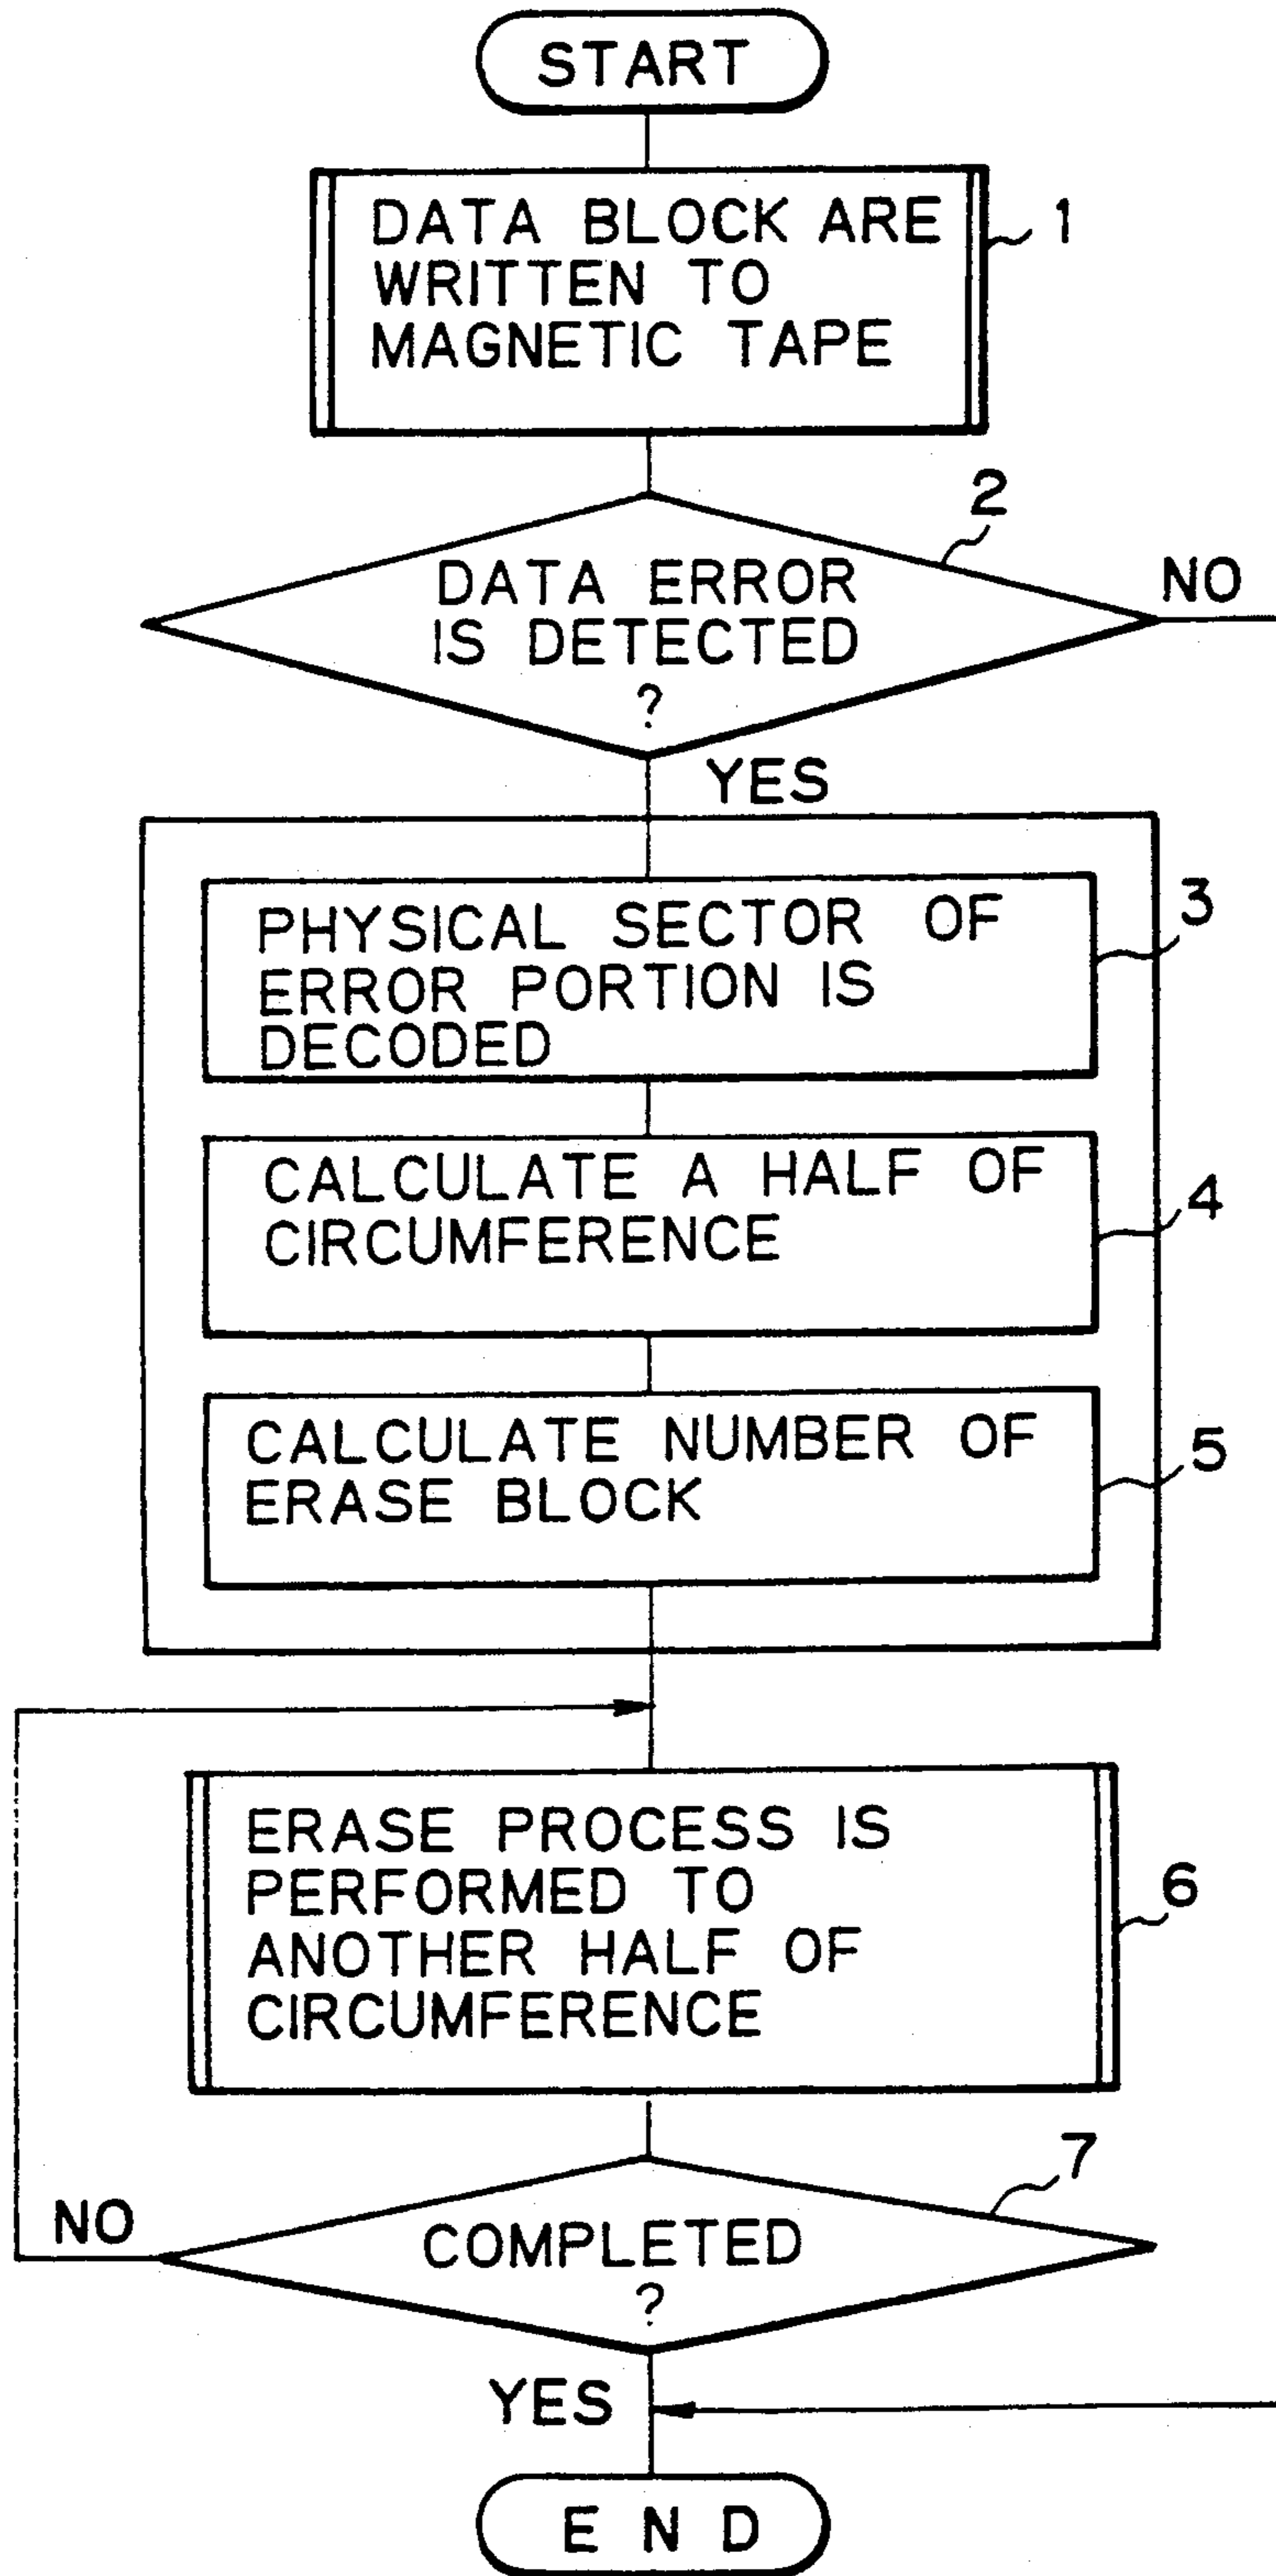 START
DATA BLOCK ARE
WRITTEN TO
MAGNETIC TAPE
1
2
DATA ERROR
IS DETECTED
?
NO
YES
PHYSICAL SECTOR OF
ERROR PORTION IS
DECODED
3
CALCULATE A HALF OF
CIRCUMFERENCE
4
CALCULATE NUMBER OF
ERASE BLOCK
5
ERASE PROCESS IS
PERFORMED TO
ANOTHER HALF OF
CIRCUMFERENCE
6
7
NO
COMPLETED
?
YES
END